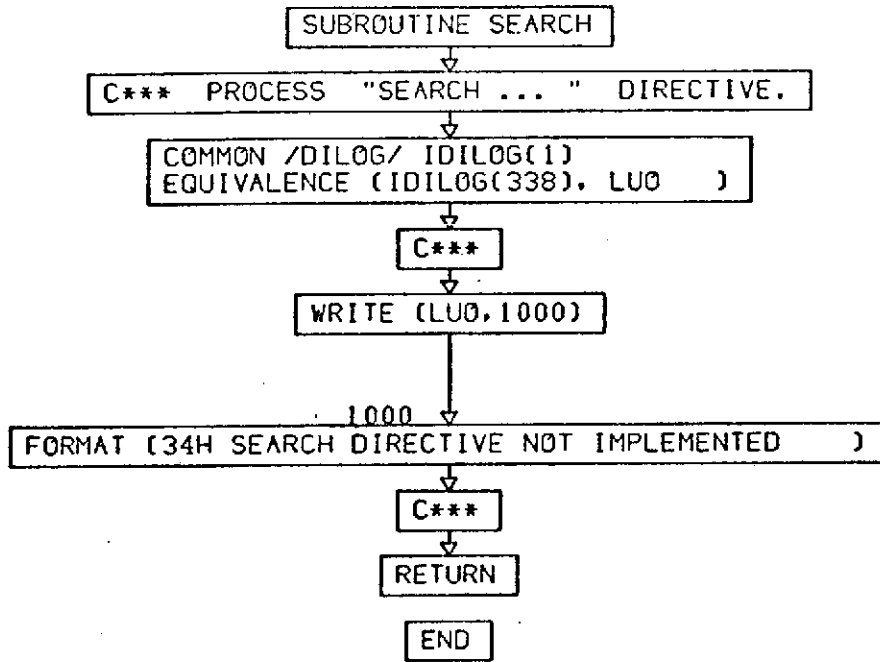 SUBROUTINE SEARCH
C*** PROCESS "SEARCH ... " DIRECTIVE.
COMMON /DILOG/ IDILOG(1)
EQUIVALENCE (IDILOG(338), LUO )
C***
WRITE (LUO,1000)
1000
FORMAT (34H SEARCH DIRECTIVE NOT IMPLEMENTED )
C***
RETURN
END